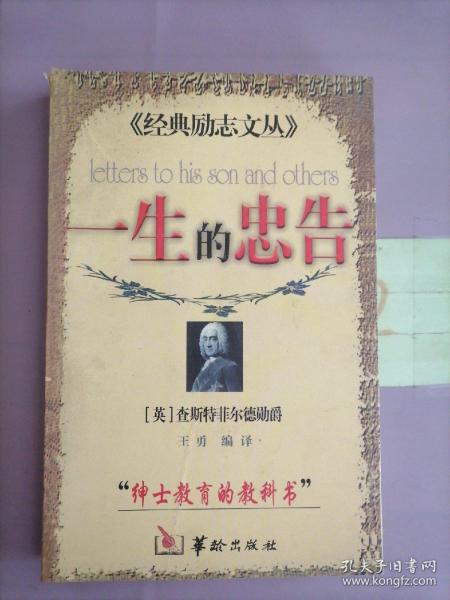 《经典励志文丛》
letters to his son and others
一生的忠告
[英]查斯特菲尔德勋爵
王勇 编译
“绅士教育的教科书”
华龄出版社
孔夫子旧书网
www.kongfz.com